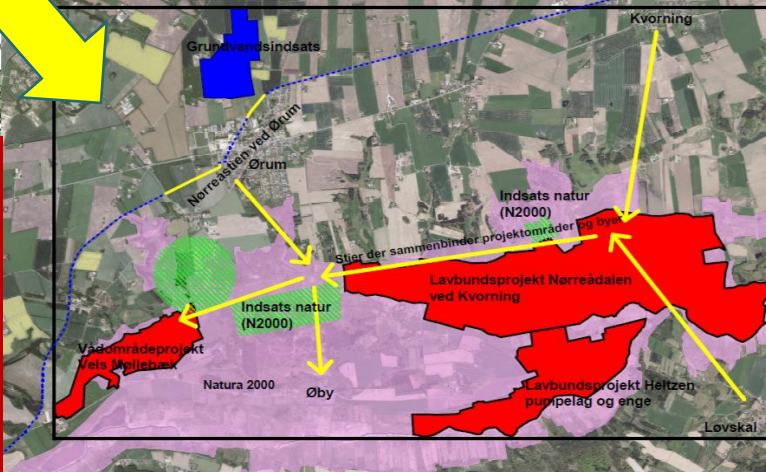 Kvorning
Grundvandsindsats
Nørreåstien ved Ørum
Ørum
Indsats natur
(N2000)
Stier der sammenbinder projektområder og byer
Lavbundsprojekt Nørreådalen
ved Kvorning
Indsats natur
(N2000)
Vådområdeprojekt
Vels Møllebæk
Natura 2000
Øby
Lavbundsprojekt Heltzen
pumpelag og enge
Løvskal